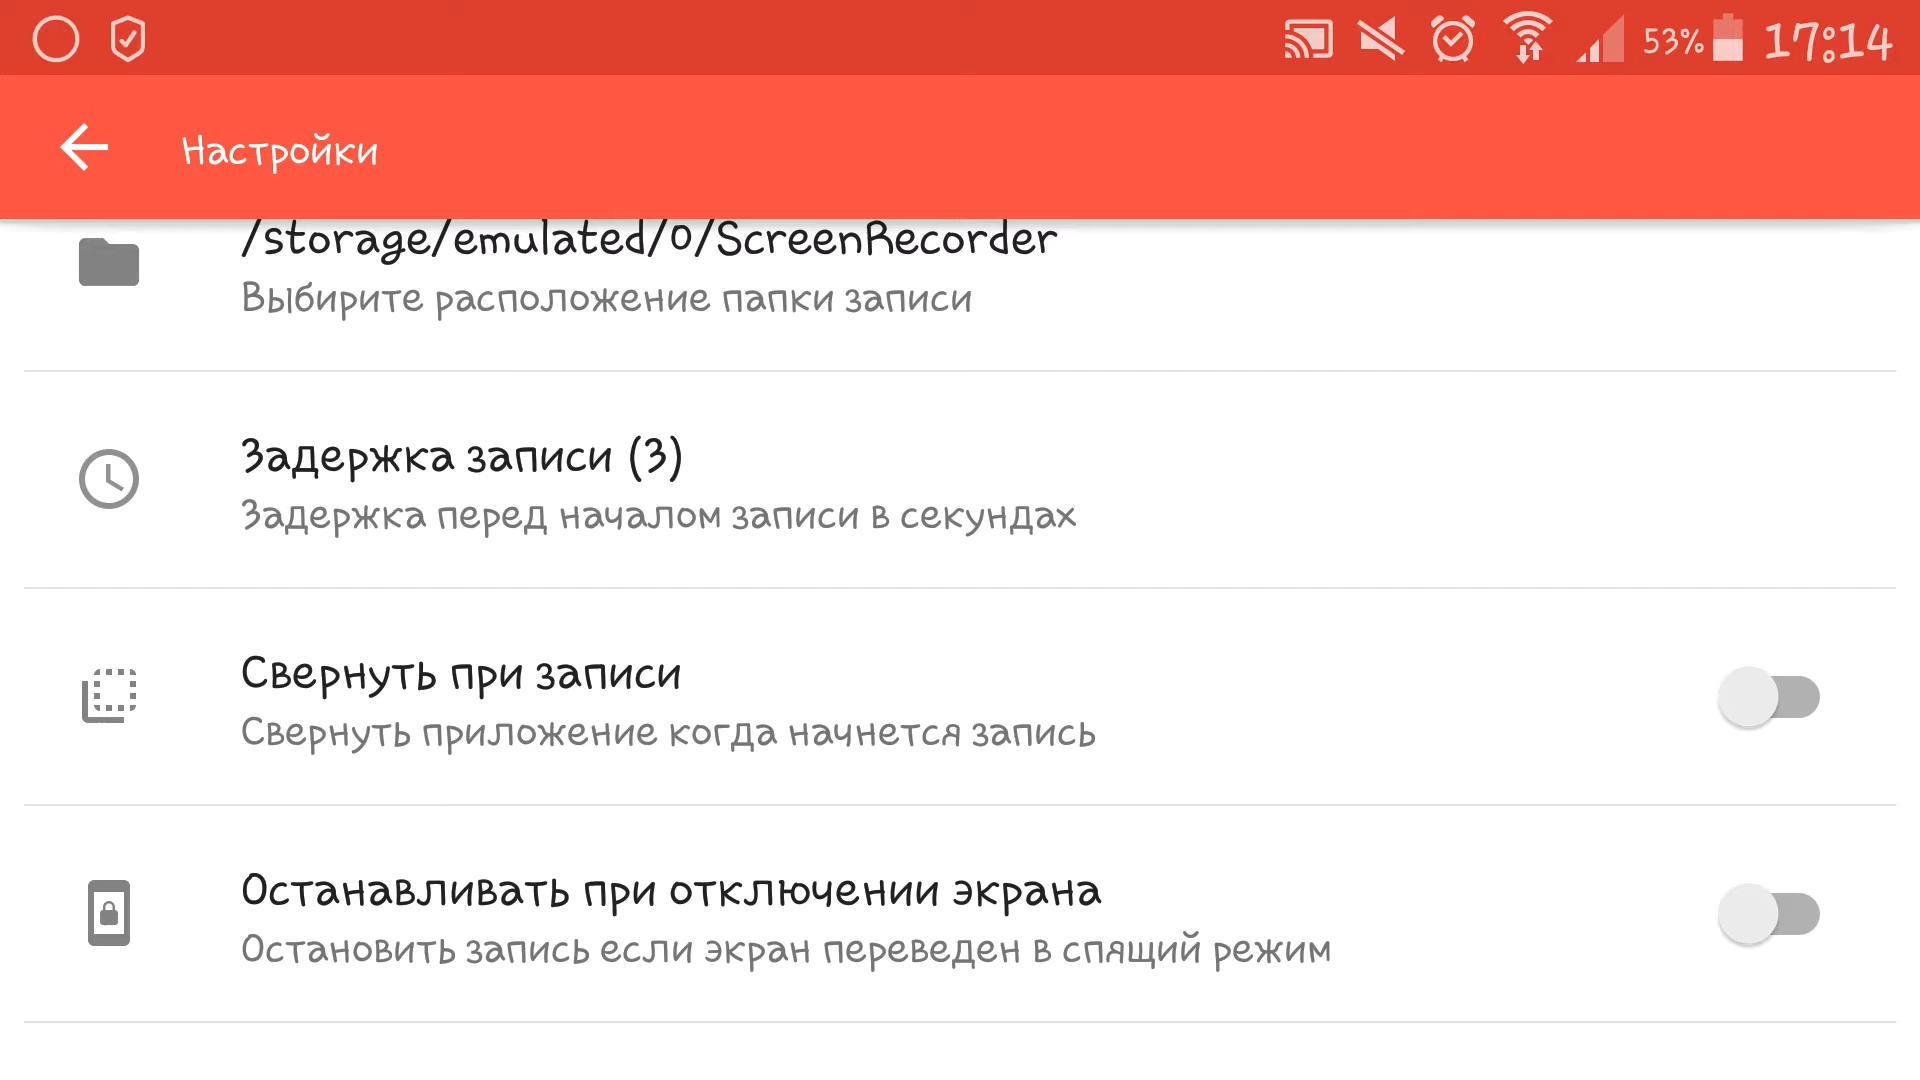 53% 17:14
Настройки
/storage/emulated/0/ScreenRecorder
Выбирите расположение папки записи
Задержка записи (3)
Задержка перед началом записи в секундах
Свернуть при записи
Свернуть приложение когда начнется запись
Останавливать при отключении экрана
Остановить запись если экран переведен в спящий режим